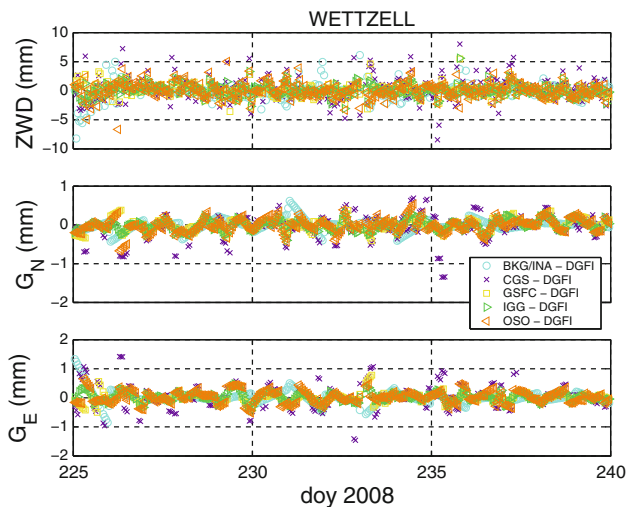 WETTZELL
ZWD (mm)
10
5
0
−5
−10
G_N (mm)
1
0
−1
−2
BKG/INA − DGFI
CGS − DGFI
GSFC − DGFI
IGG − DGFI
OSO − DGFI
G_E (mm)
2
1
0
−1
−2
225
230
235
240
doy 2008